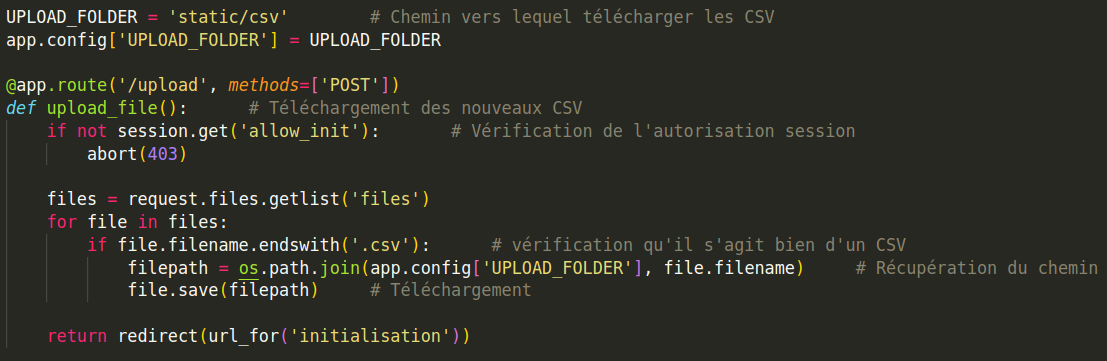 UPLOAD_FOLDER = 'static/csv'        # Chemin vers lequel télécharger les CSV
app.config['UPLOAD_FOLDER'] = UPLOAD_FOLDER

@app.route('/upload', methods=['POST'])
def upload_file():      # Téléchargement des nouveaux CSV
    if not session.get('allow_init'):       # Vérification de l'autorisation session
        abort(403)

    files = request.files.getlist('files')
    for file in files:
        if file.filename.endswith('.csv'):      # vérification qu'il s'agit bien d'un CSV
            filepath = os.path.join(app.config['UPLOAD_FOLDER'], file.filename)     # Récupération du chemin
            file.save(filepath)     # Téléchargement

    return redirect(url_for('initialisation'))